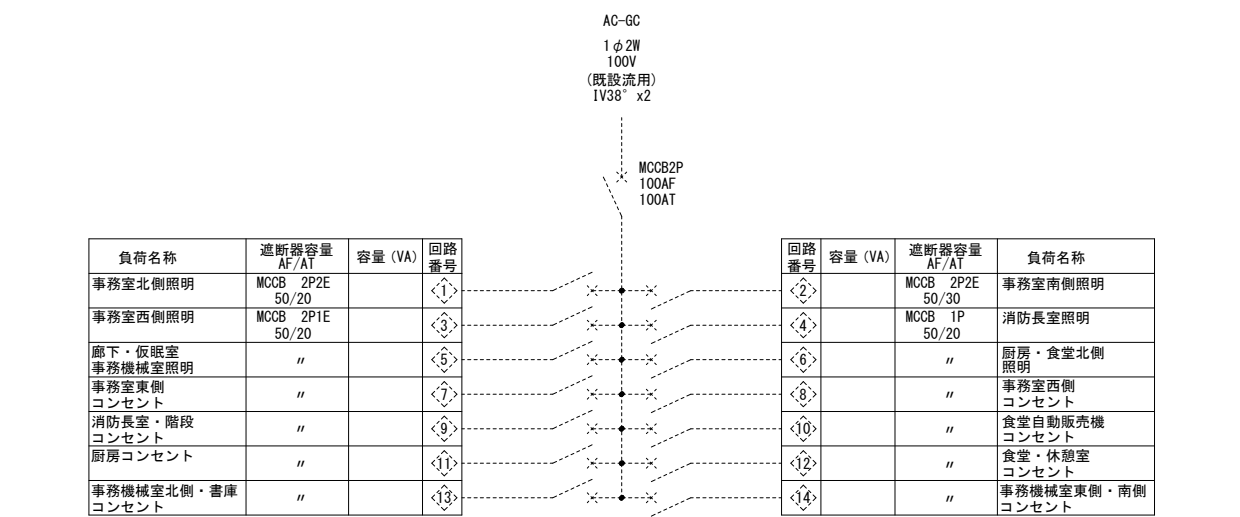 AC-GC
1φ2W
100V
(既設流用)
IV38°x2
MCCB2P
100AF
100AT
負荷名称 遮断器容量 AF/AT 容量(VA) 回路番号
事務室北側照明 MCCB 2P2E 50/20 1
事務室西側照明 MCCB 2P1E 50/20 3
廊下・仮眠室
事務機械室照明 〃 5
事務室東側
コンセント 〃 7
消防長室・階段
コンセント 〃 9
厨房コンセント 〃 11
事務機械室北側・書庫
コンセント 〃 13
回路番号 容量(VA) 遮断器容量 AF/AT 負荷名称
2 MCCB 2P2E 50/30 事務室南側照明
4 MCCB 1P 50/20 消防長室照明
6 〃 厨房・食堂北側
照明
8 〃 事務室西側
コンセント
10 〃 食堂自動販売機
コンセント
12 〃 食堂・休憩室
コンセント
14 〃 事務機械室東側・南側
コンセント